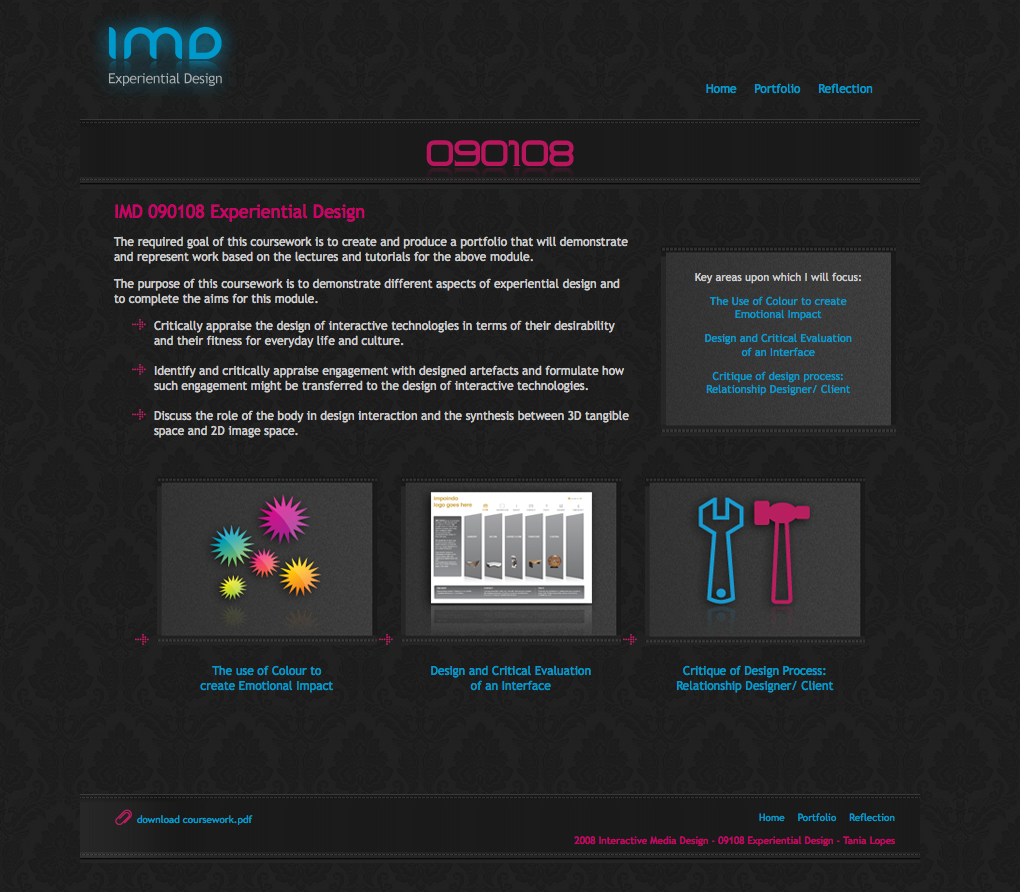 IMD
Experiential Design
Home Portfolio Reflection
090108
IMD 090108 Experiential Design
The required goal of this coursework is to create and produce a portfolio that will demonstrate
and represent work based on the lectures and tutorials for the above module.
The purpose of this coursework is to demonstrate different aspects of experiential design and
to complete the aims for this module.
Critically appraise the design of interactive technologies in terms of their desirability
and their fitness for everyday life and culture.
Identify and critically appraise engagement with designed artefacts and formulate how
such engagement might be transferred to the design of interactive technologies.
Discuss the role of the body in design interaction and the synthesis between 3D tangible
space and 2D image space.
Key areas upon which I will focus:
The Use of Colour to create
Emotional Impact
Design and Critical Evaluation
of an Interface
Critique of design process:
Relationship Designer/ Client
logo goes here
The use of Colour to
create Emotional Impact
Design and Critical Evaluation
of an Interface
Critique of Design Process:
Relationship Designer/ Client
download coursework.pdf
Home Portfolio Reflection
2008 Interactive Media Design - 09108 Experiential Design - Tania Lopes